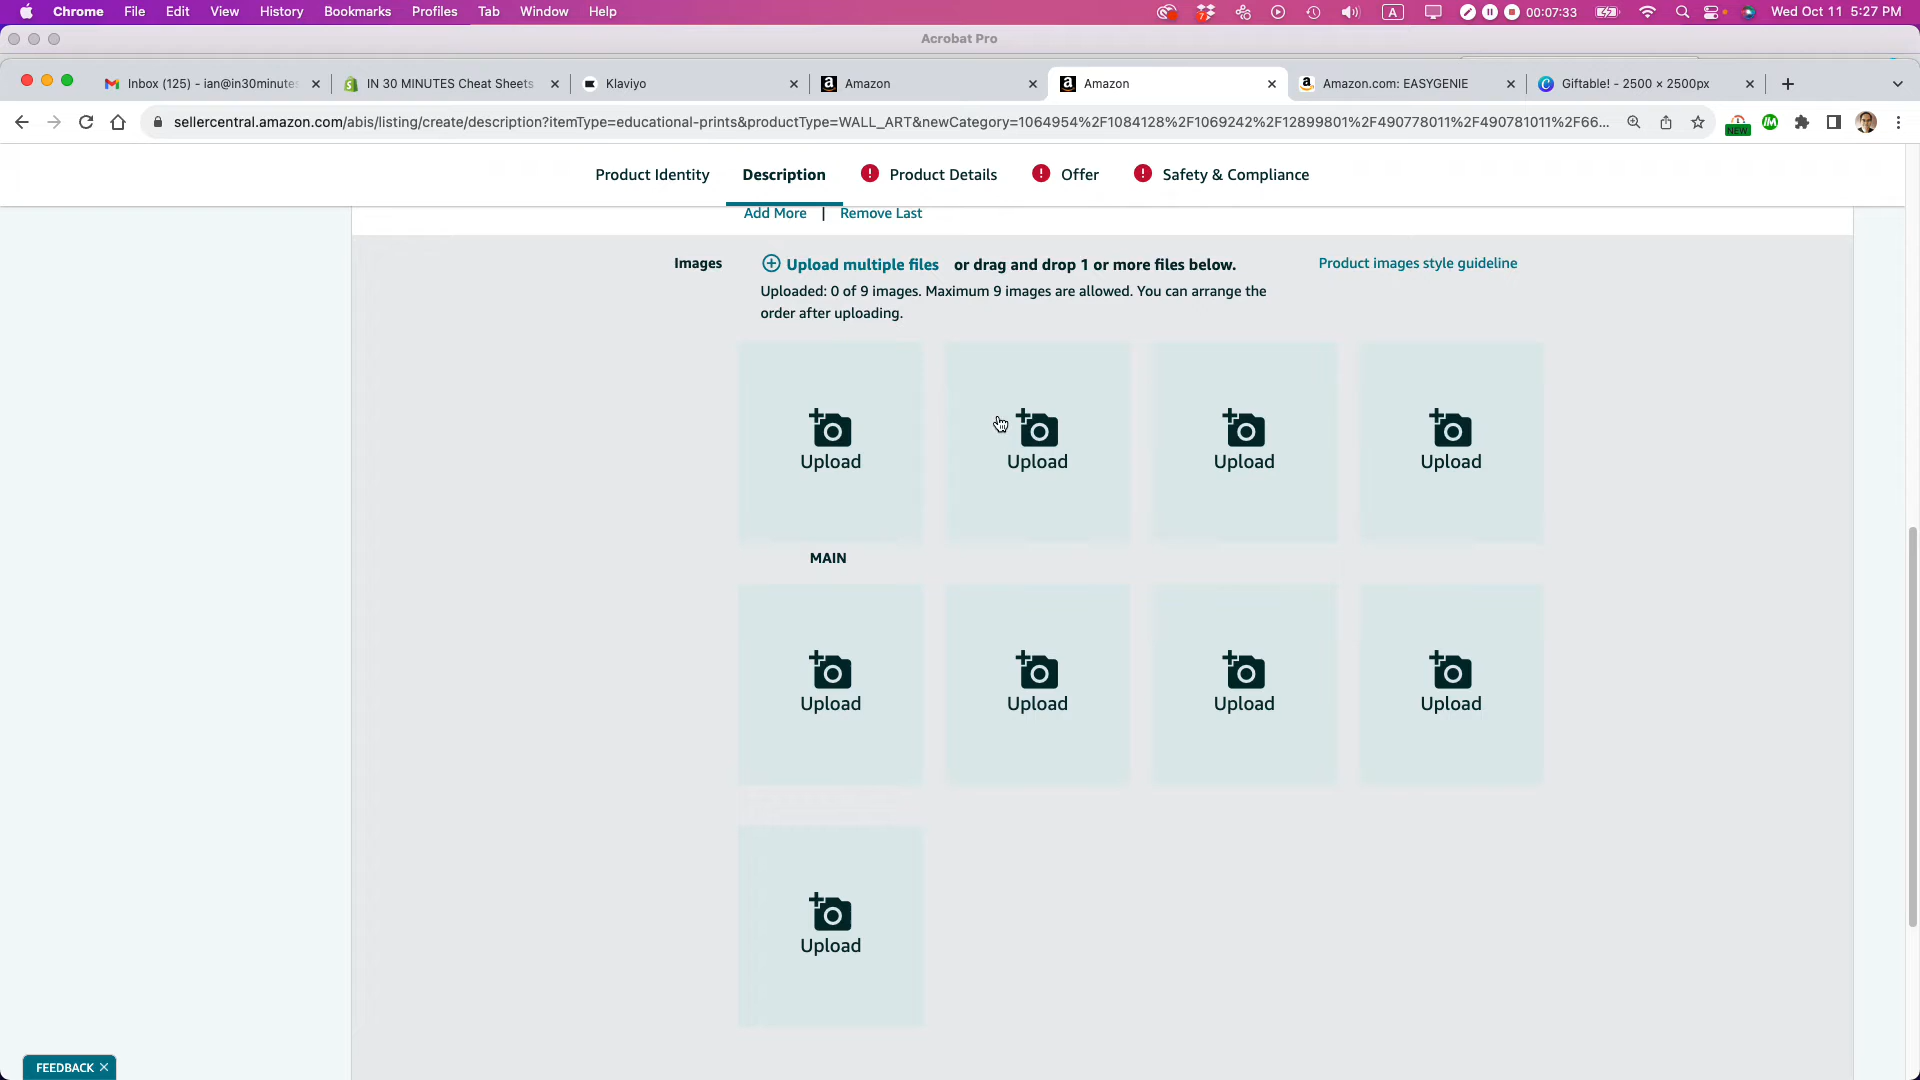 Chrome File Edit View History Bookmarks Profiles Tab Window Help 7 A 00:07:33 Wed Oct 11 5:27 PM
Acrobat Pro
Inbox (125) - ian@in30minutes IN 30 MINUTES Cheat Sheets Klaviyo Amazon Amazon Amazon.com: EASYGENIE Giftable! - 2500 × 2500px
sellercentral.amazon.com/abis/listing/create/description?itemType=educational-prints&productType=WALL_ART&newCategory=1064954%2F1084128%2F1069242%2F12899801%2F490778011%2F490781011%2F66... NEW
Product Identity Description Product Details Offer Safety & Compliance
Add More | Remove Last
Images Upload multiple files or drag and drop 1 or more files below. Product images style guideline
Uploaded: 0 of 9 images. Maximum 9 images are allowed. You can arrange the
order after uploading.
Upload Upload Upload Upload
MAIN
Upload Upload Upload Upload
Upload
FEEDBACK